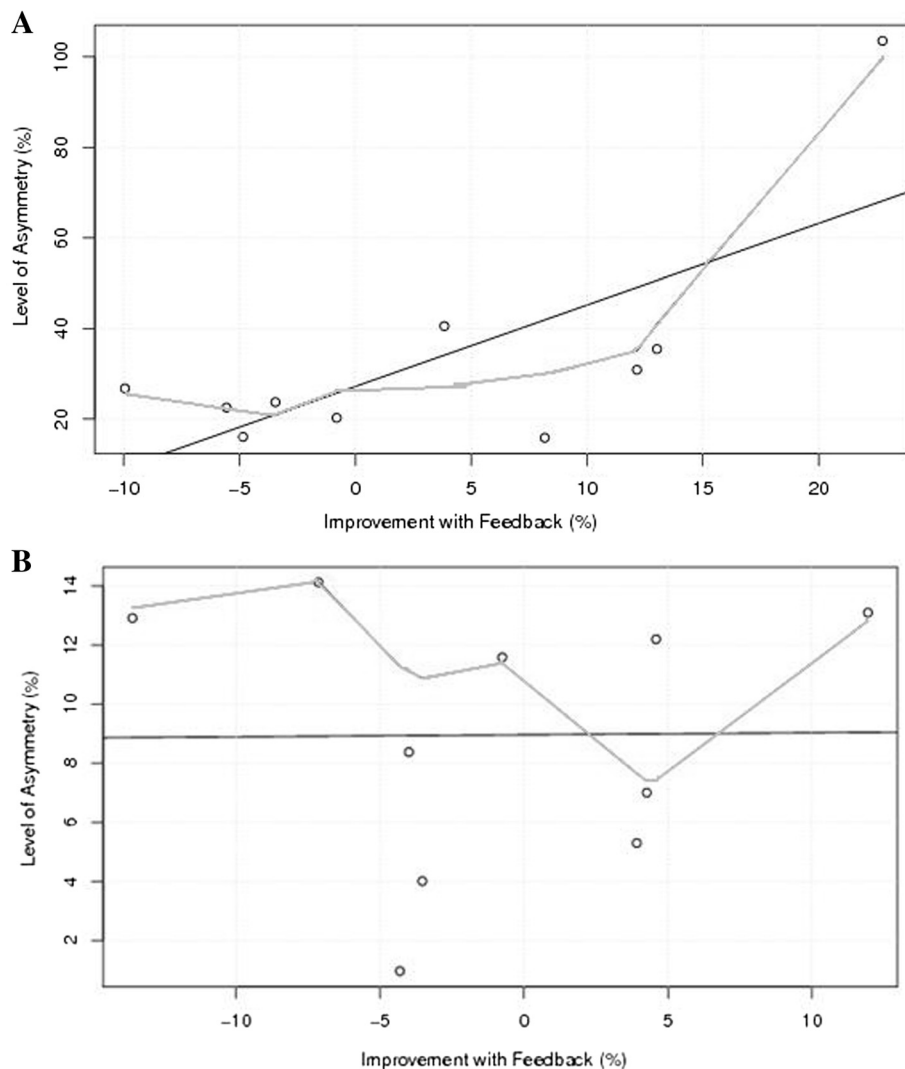 A
Level of Asymmetry (%)
100
80
60
40
20
−10 −5 0 5 10 15 20
Improvement with Feedback (%)
B
Level of Asymmetry (%)
14
12
10
8
6
4
2
−10 −5 0 5 10
Improvement with Feedback (%)